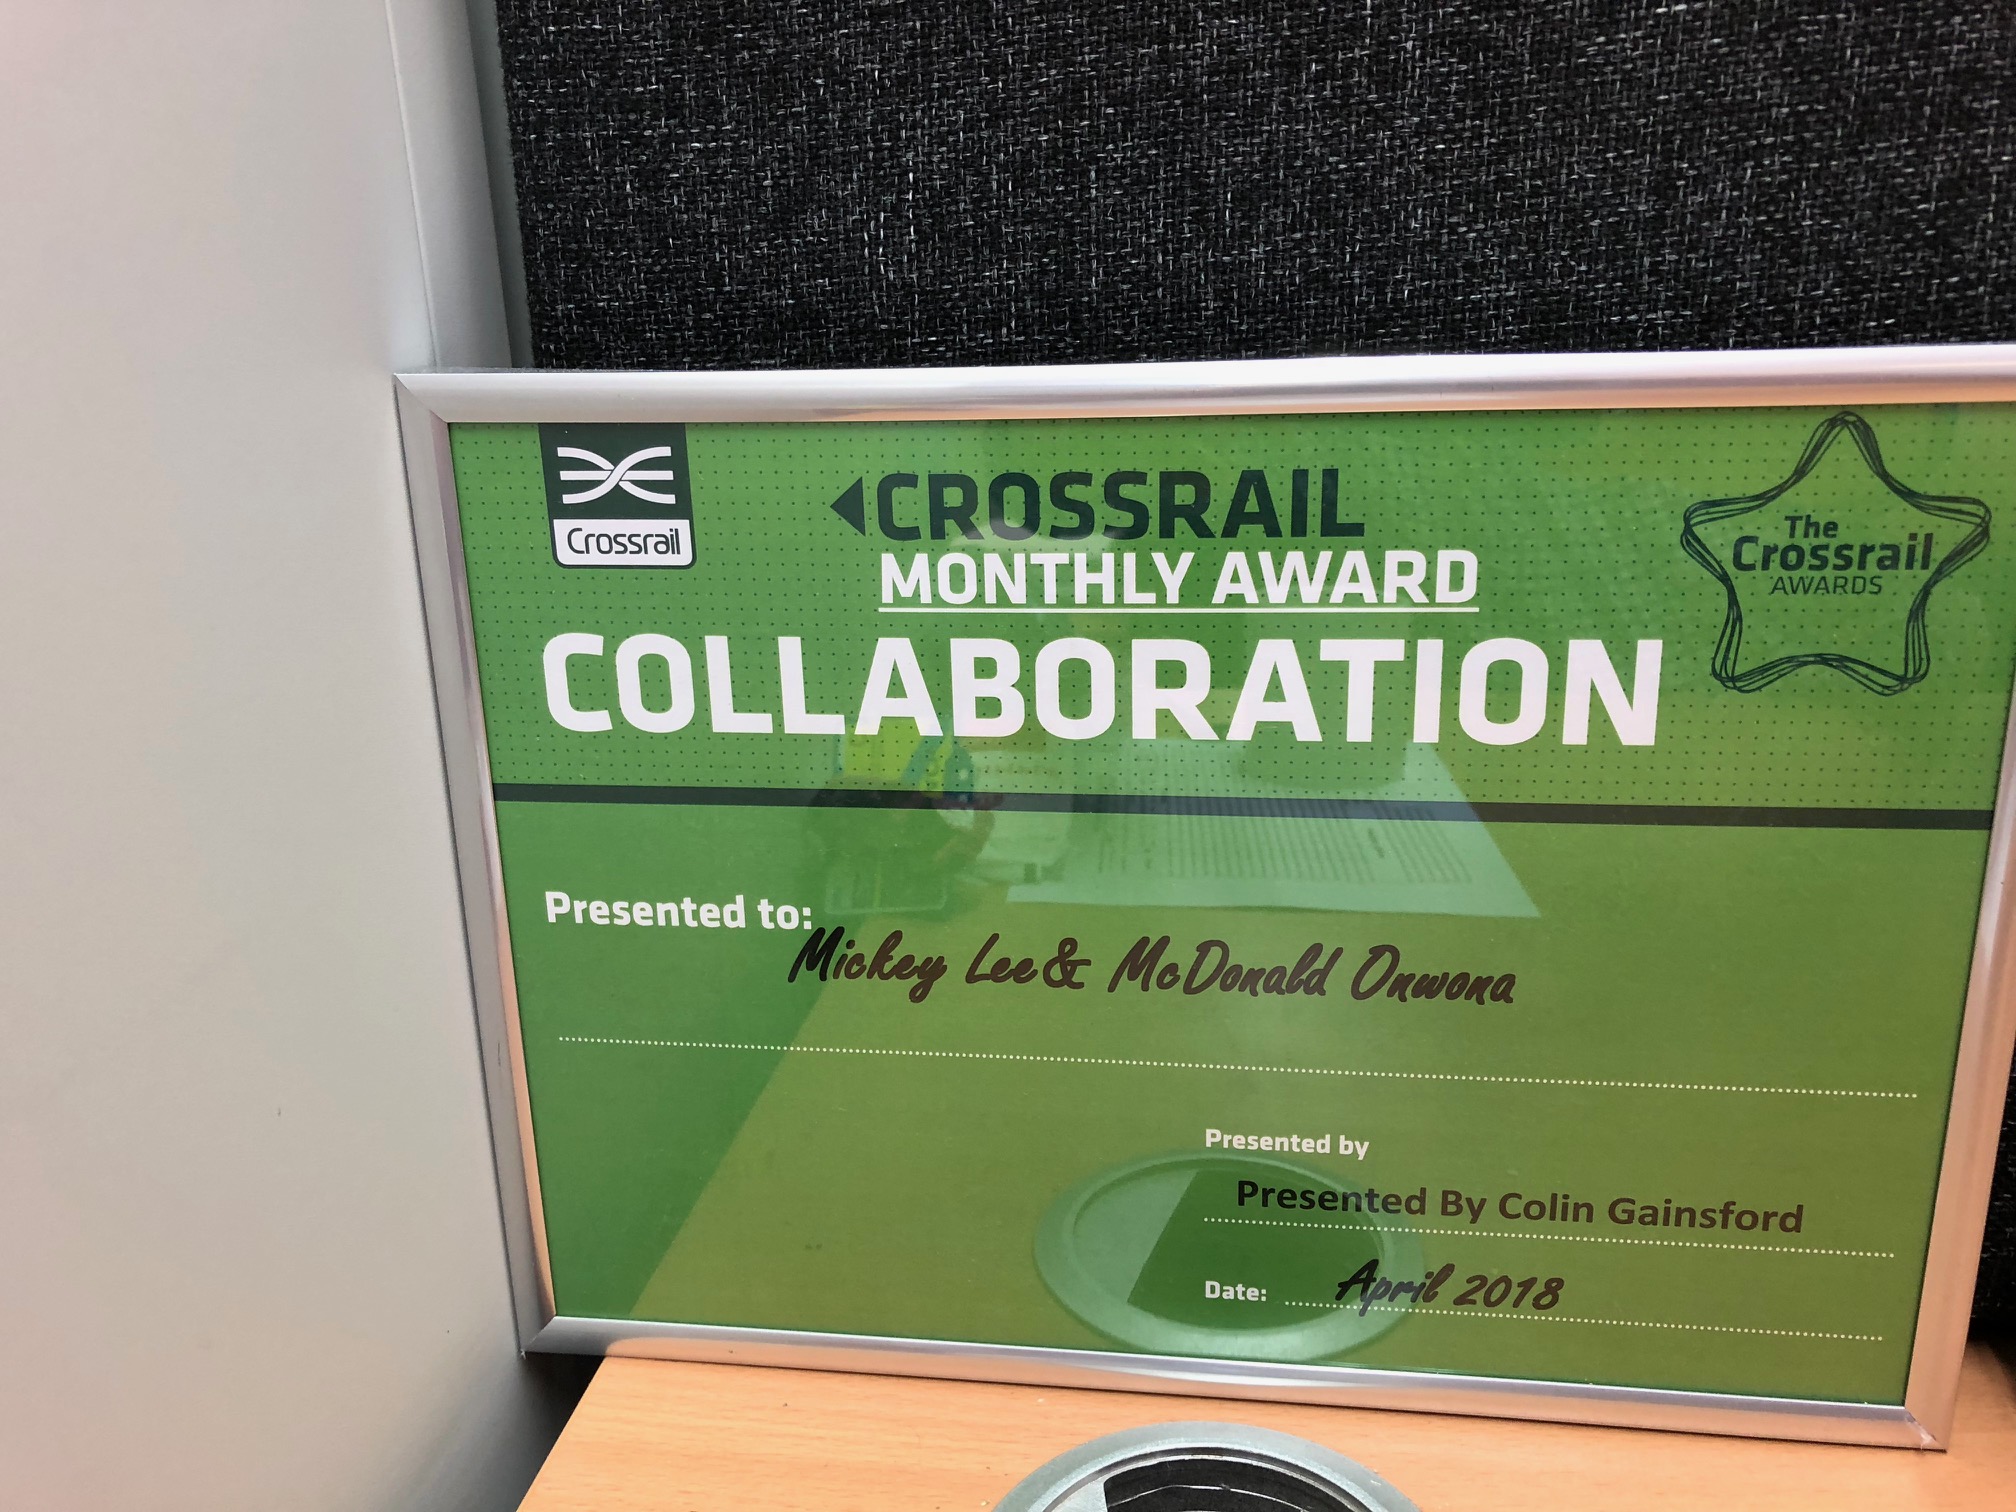 Crossrail
CROSSRAIL
MONTHLY AWARD
COLLABORATION
The
Crossrail
AWARDS
Presented to:
Mickey Lee & McDonald Onwona
Presented by
Presented By Colin Gainsford
Date: April 2018